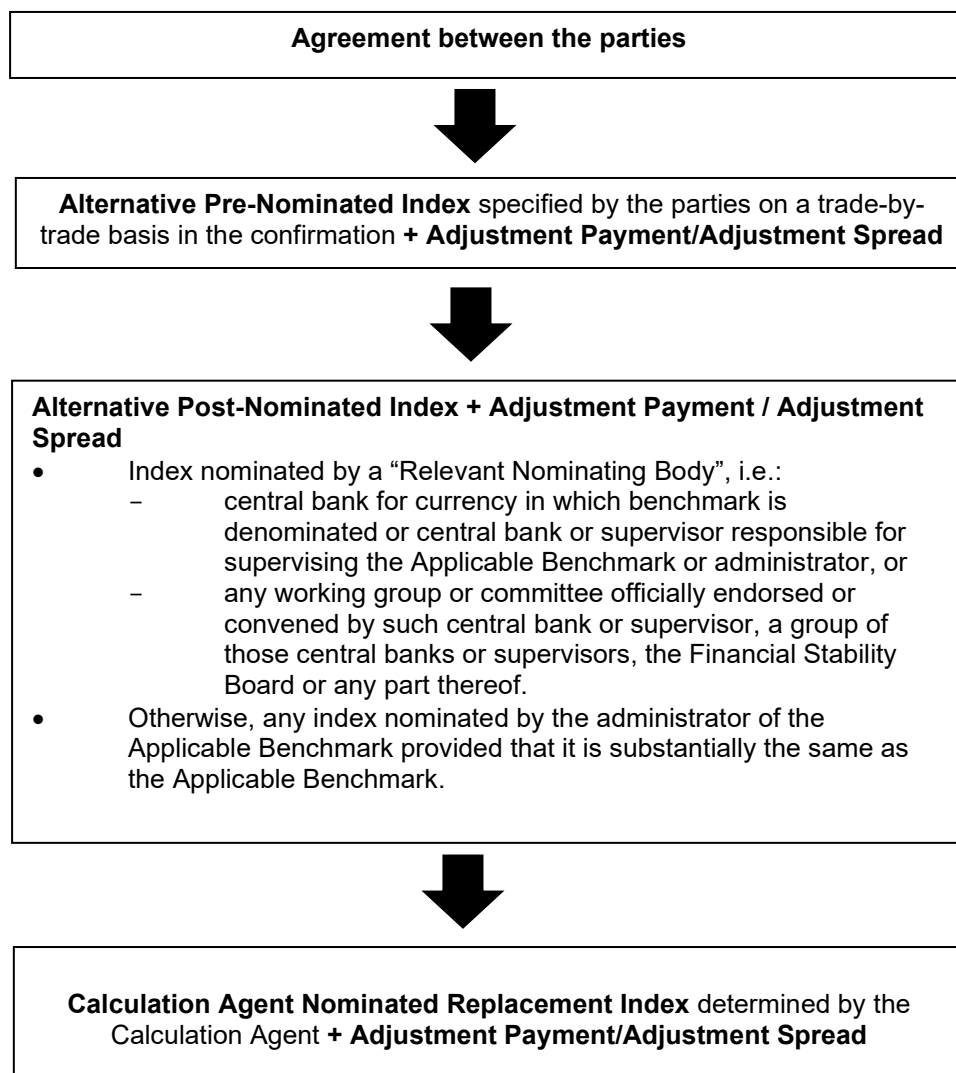 Agreement between the parties
Alternative Pre-Nominated Index specified by the parties on a trade-by-
trade basis in the confirmation + Adjustment Payment/Adjustment Spread
Alternative Post-Nominated Index + Adjustment Payment / Adjustment
Spread
• Index nominated by a “Relevant Nominating Body”, i.e.:
− central bank for currency in which benchmark is
denominated or central bank or supervisor responsible for
supervising the Applicable Benchmark or administrator, or
− any working group or committee officially endorsed or
convened by such central bank or supervisor, a group of
those central banks or supervisors, the Financial Stability
Board or any part thereof.
• Otherwise, any index nominated by the administrator of the
Applicable Benchmark provided that it is substantially the same as
the Applicable Benchmark.
Calculation Agent Nominated Replacement Index determined by the
Calculation Agent + Adjustment Payment/Adjustment Spread